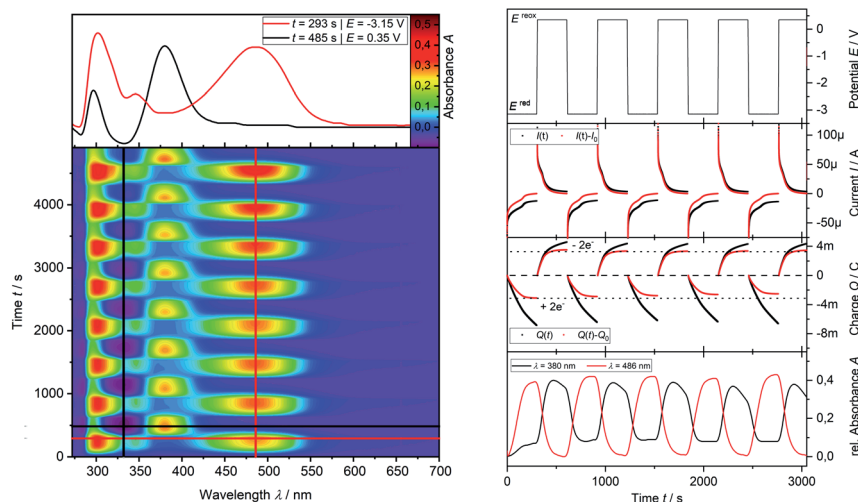 t = 293 s | E = -3.15 V
t = 485 s | E = 0.35 V
0,5
0,4
0,3
0,2
0,1
0,0
Absorbance A
4000
3000
2000
1000
0
Time t / s
300 350 400 450 500 550 600 650 700
Wavelength λ / nm
E reox
E red
0
-1
-2
-3
Potential E / V
I(t) I(t)-I0
100µ
50µ
0
-50µ
Current I / A
- 2e-
+ 2e-
Q(t) Q(t)-Q0
4m
0
-4m
-8m
Charge Q / C
λ = 380 nm λ = 486 nm
0,4
0,2
0,0
rel. Absorbance A
0 1000 2000 3000
Time t / s